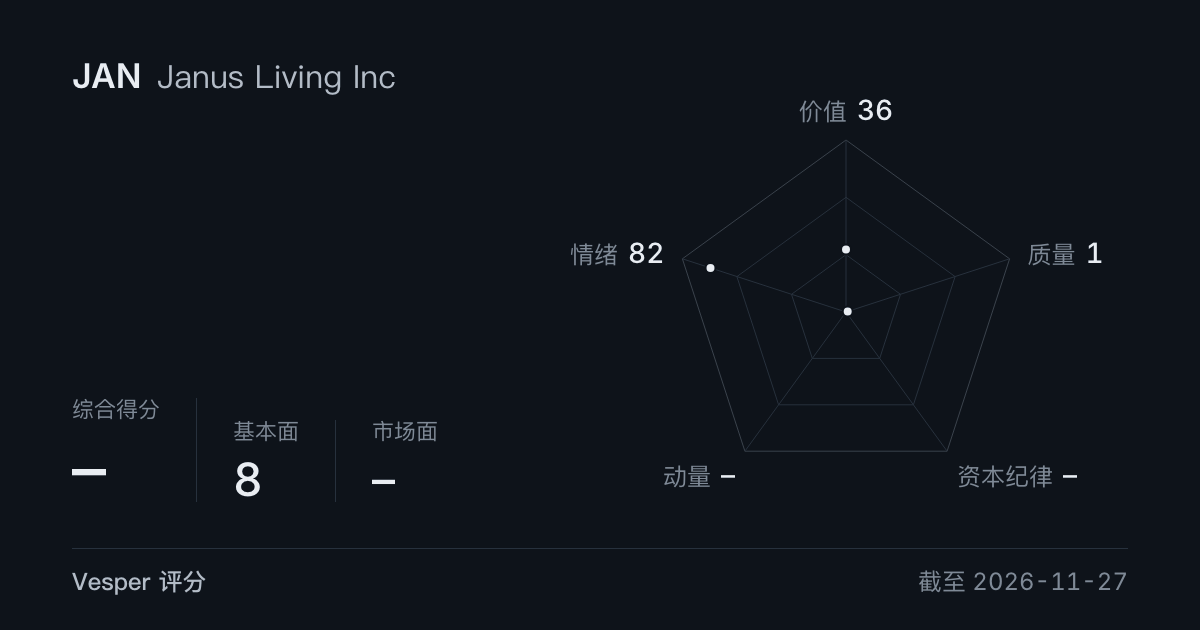 JAN Janus Living Inc
价值 36
情绪 82
质量 1
动量 –
资本纪律 –
综合得分
–
基本面
8
市场面
–
Vesper 评分
截至 2026-11-27